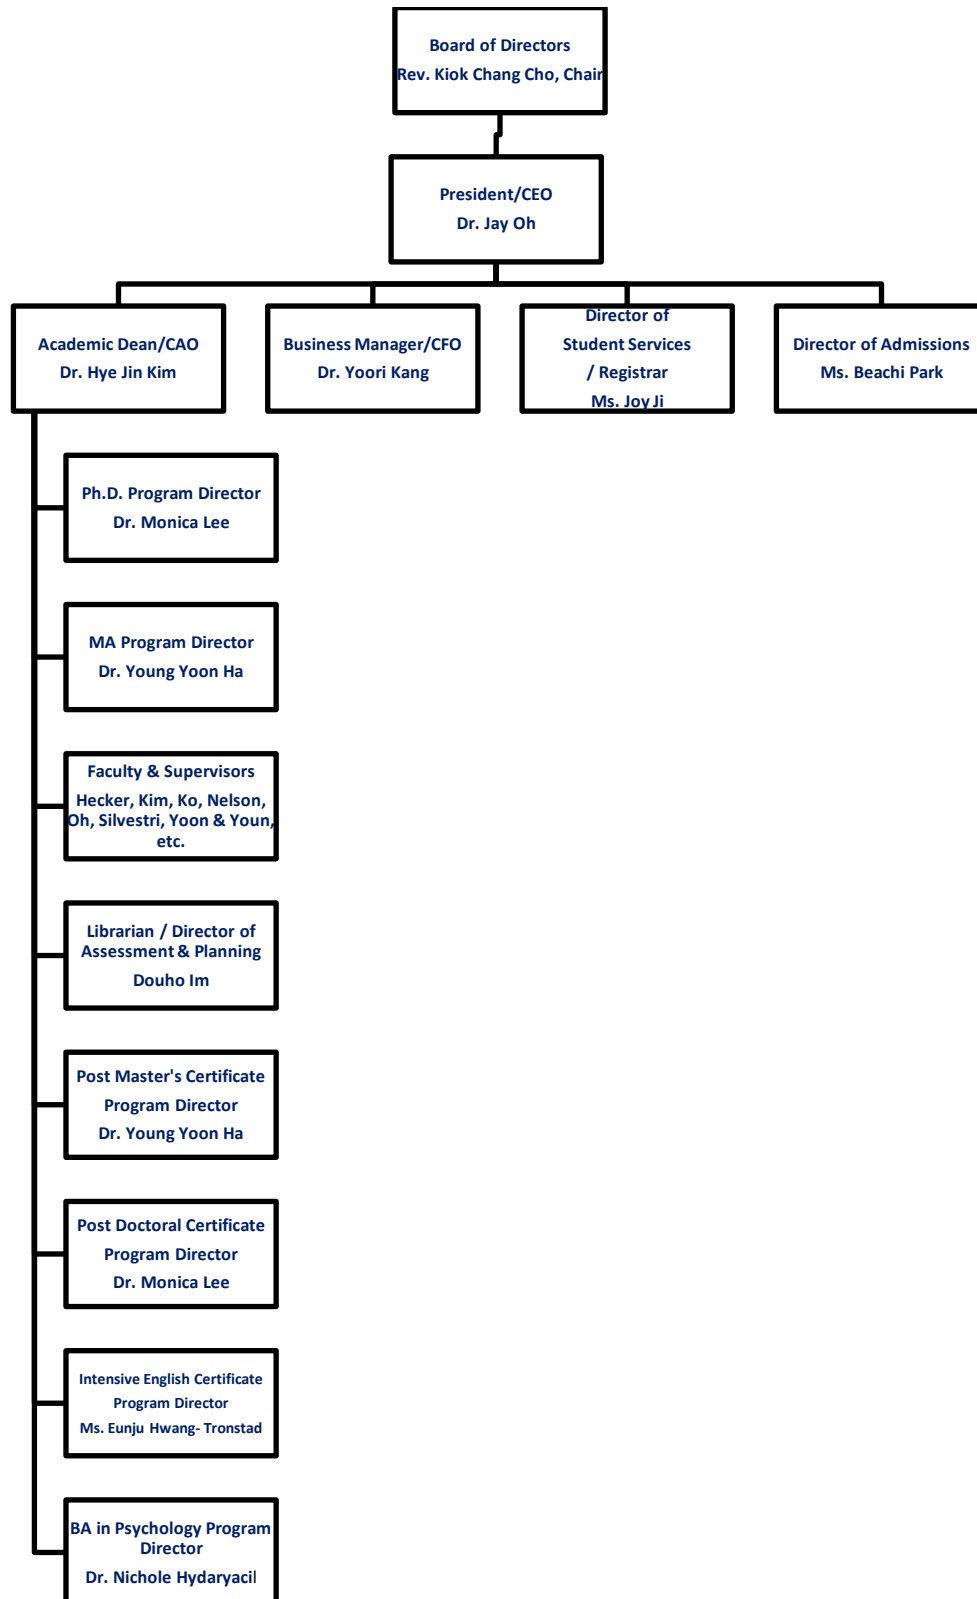 Board of Directors
Rev. Kiok Chang Cho, Chair
President/CEO
Dr. Jay Oh
Academic Dean/CAO
Dr. Hye Jin Kim
Business Manager/CFO
Dr. Yoori Kang
Director of
Student Services
/ Registrar
Ms. Joy Ji
Director of Admissions
Ms. Beachi Park
Ph.D. Program Director
Dr. Monica Lee
MA Program Director
Dr. Young Yoon Ha
Faculty & Supervisors
Hecker, Kim, Ko, Nelson,
Oh, Silvestri, Yoon & Youn,
etc.
Librarian / Director of
Assessment & Planning
Douho Im
Post Master's Certificate
Program Director
Dr. Young Yoon Ha
Post Doctoral Certificate
Program Director
Dr. Monica Lee
Intensive English Certificate
Program Director
Ms. Eunju Hwang- Tronstad
BA in Psychology Program
Director
Dr. Nichole Hydaryacil